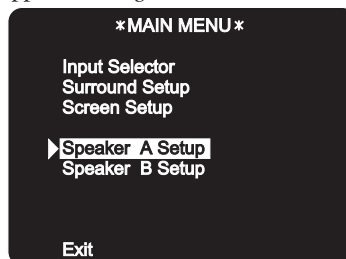 *MAIN MENU*
Input Selector
Surround Setup
Screen Setup
Speaker A Setup
Speaker B Setup
Exit